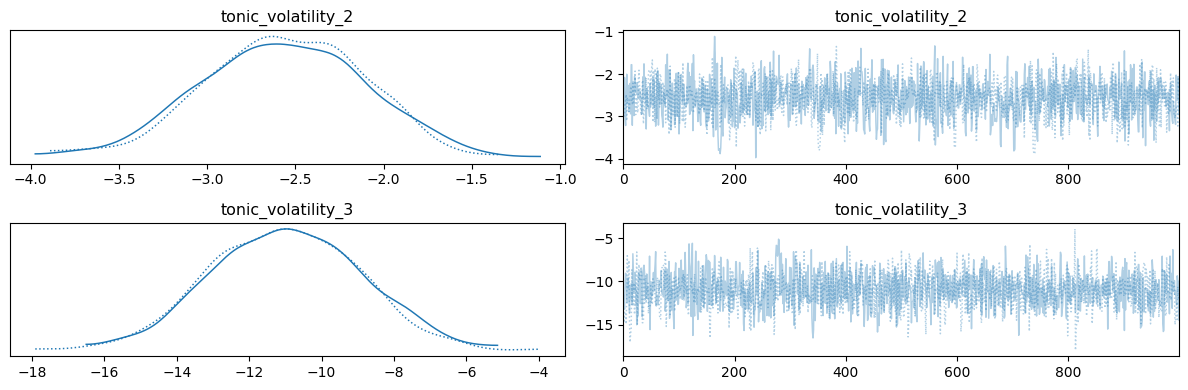 tonic_volatility_2
−4.0 −3.5 −3.0 −2.5 −2.0 −1.5 −1.0
tonic_volatility_2
−1
−2
−3
−4
0 200 400 600 800
tonic_volatility_3
−18 −16 −14 −12 −10 −8 −6 −4
tonic_volatility_3
−5
−10
−15
0 200 400 600 800